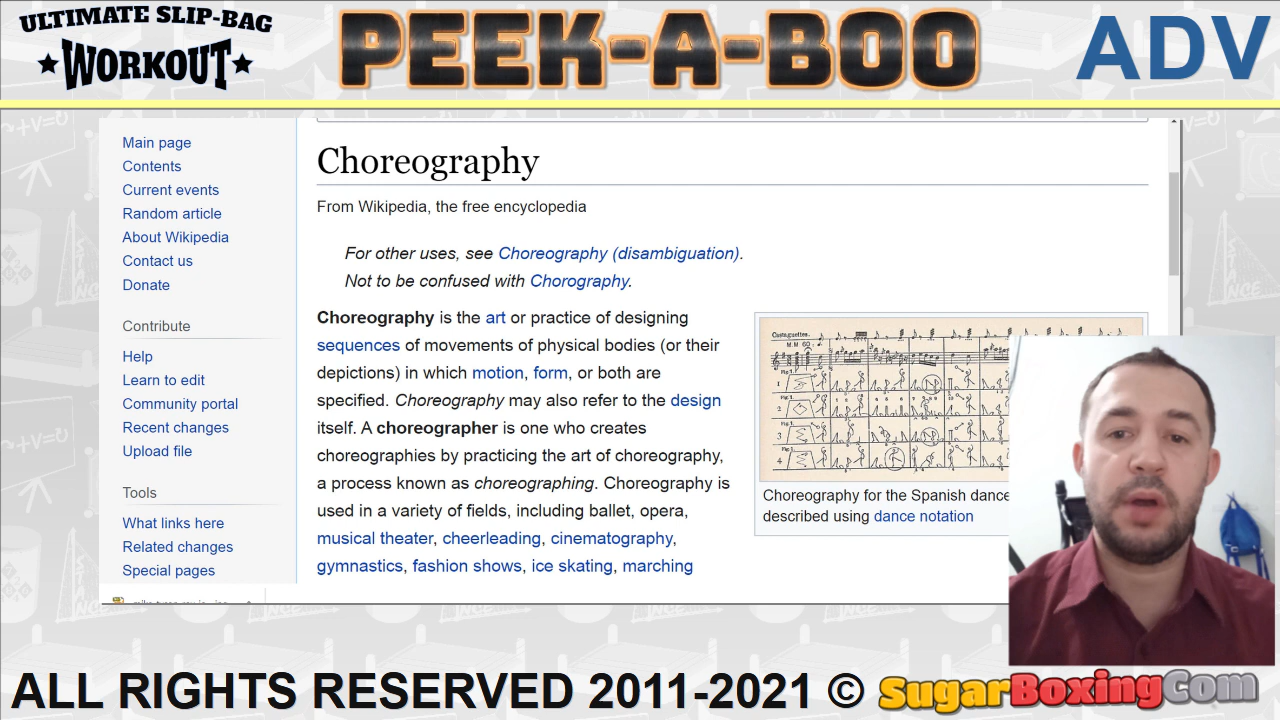 ULTIMATE SLIP-BAG
WORKOUT
PEEK-A-BOO
ADV
Main page
Contents
Current events
Random article
About Wikipedia
Contact us
Donate
Contribute
Help
Learn to edit
Community portal
Recent changes
Upload file
Tools
What links here
Related changes
Special pages
Choreography
From Wikipedia, the free encyclopedia
For other uses, see Choreography (disambiguation).
Not to be confused with Chorography.
Choreography is the art or practice of designing
sequences of movements of physical bodies (or their
depictions) in which motion, form, or both are
specified. Choreography may also refer to the design
itself. A choreographer is one who creates
choreographies by practicing the art of choreography,
a process known as choreographing. Choreography is
used in a variety of fields, including ballet, opera,
musical theater, cheerleading, cinematography,
gymnastics, fashion shows, ice skating, marching
M.M 60.
1
2
3
4
Choreography for the Spanish dance
described using dance notation
ALL RIGHTS RESERVED 2011-2021 © SugarBoxingCom